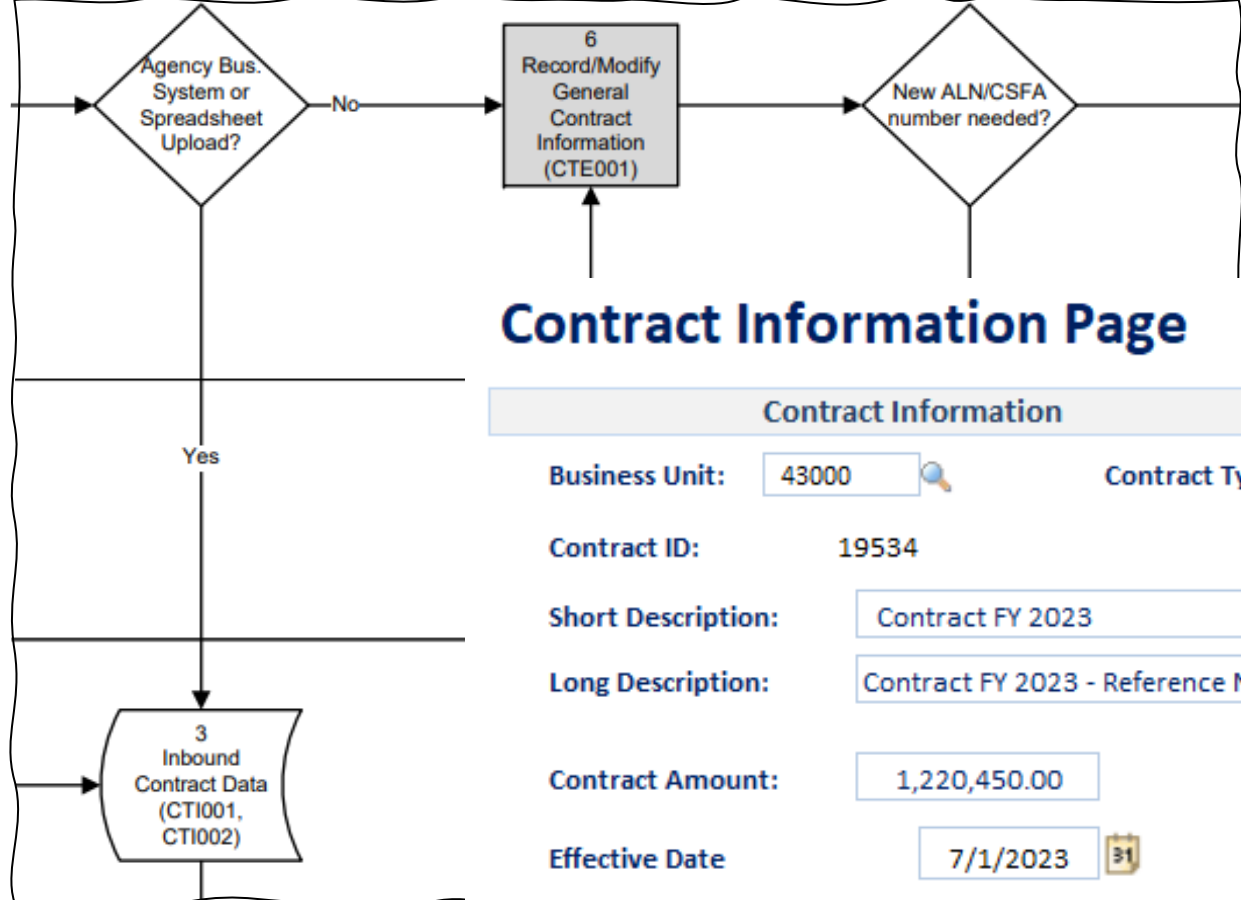 Agency Bus.
System or
Spreadsheet
Upload?
No
6
Record/Modify
General
Contract
Information
(CTE001)
New ALN/CSFA
number needed?
Yes
3
Inbound
Contract Data
(CTI001,
CTI002)
Contract Information Page
Contract Information
Business Unit: 43000 Contract
Contract ID: 19534
Short Description: Contract FY 2023
Long Description: Contract FY 2023 - Reference
Contract Amount: 1,220,450.00
Effective Date 7/1/2023 31